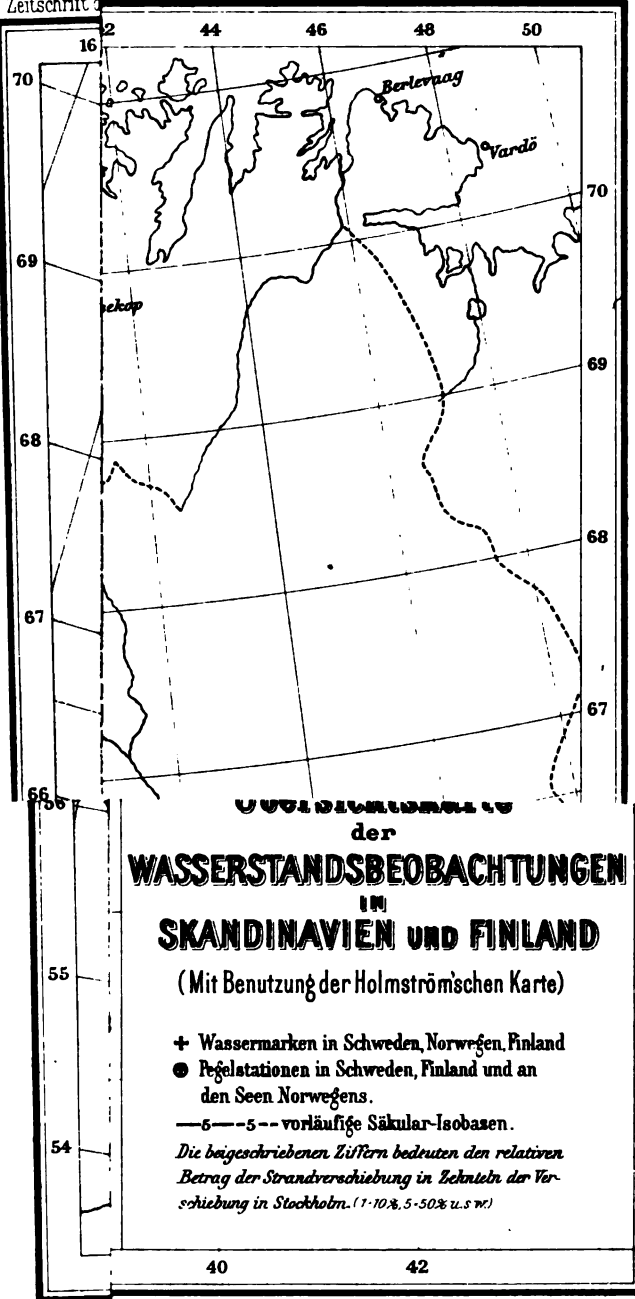 Zeitschrift
2 44 46 48 50
16
70
Berlevaag
Vardö
70
69
sekop
69
68
68
67
67
66
56
Übersichtskarte
der
WASSERSTANDSBEOBACHTUNGEN
IN
SKANDINAVIEN UND FINLAND
(Mit Benutzung der Holmström'schen Karte)
55
+ Wassermarken in Schweden, Norwegen, Finland
Pegelstationen in Schweden, Finland und an
den Seen Norwegens.
—5—-5-- vorläufige Säkular-Isobasen.
54
Die beigeschriebenen Ziffern bedeuten den relativen
Betrag der Strandverschiebung in Zehnteln der Ver-
schiebung in Stockholm. (1-10%, 5-50% u.s w.)
40 42